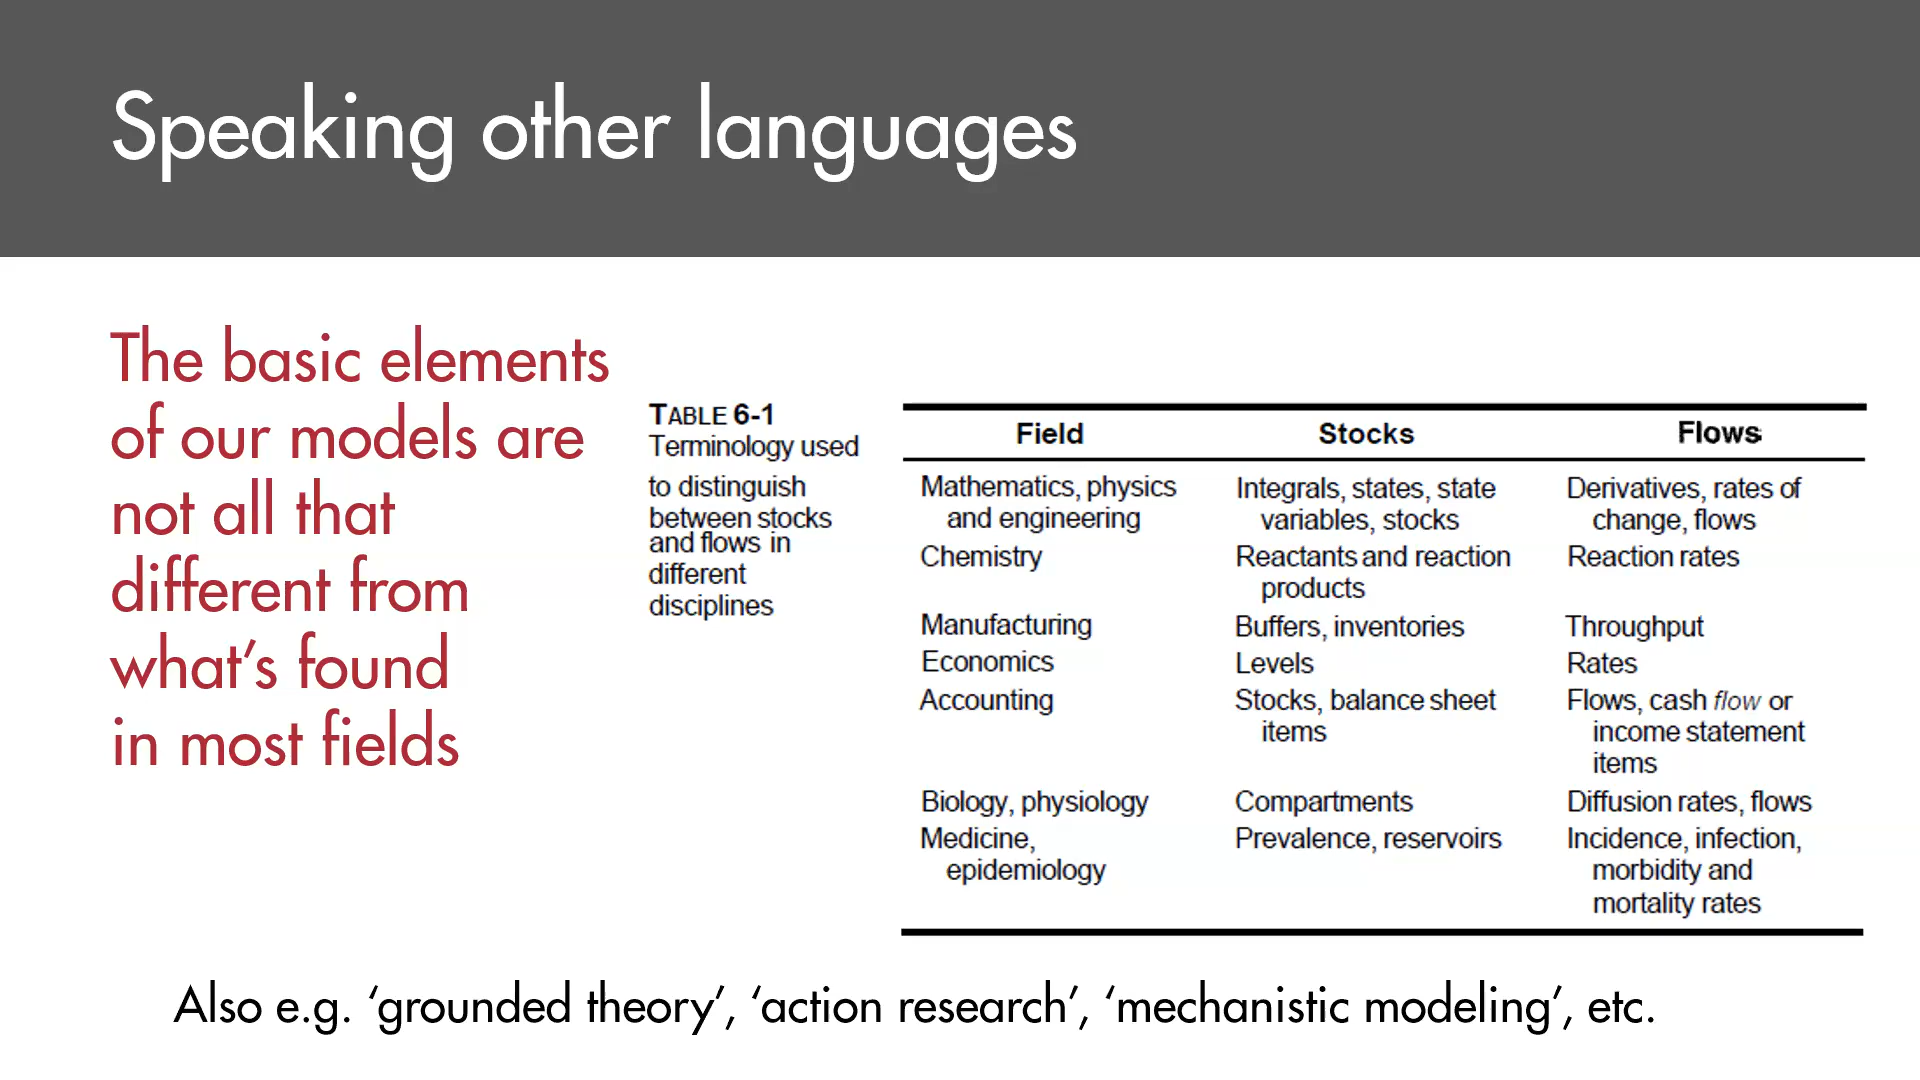 Speaking other languages
The basic elements
of our models are
not all that
different from
what’s found
in most fields
TABLE 6-1
Terminology used
to distinguish
between stocks
and flows in
different
disciplines
Field Stocks Flows
Mathematics, physics Integrals, states, state Derivatives, rates of
and engineering variables, stocks change, flows
Chemistry Reactants and reaction Reaction rates
products
Manufacturing Buffers, inventories Throughput
Economics Levels Rates
Accounting Stocks, balance sheet Flows, cash flow or
items income statement
items
Biology, physiology Compartments Diffusion rates, flows
Medicine, Prevalence, reservoirs Incidence, infection,
epidemiology morbidity and
mortality rates
Also e.g. ‘grounded theory’, ‘action research’, ‘mechanistic modeling’, etc.